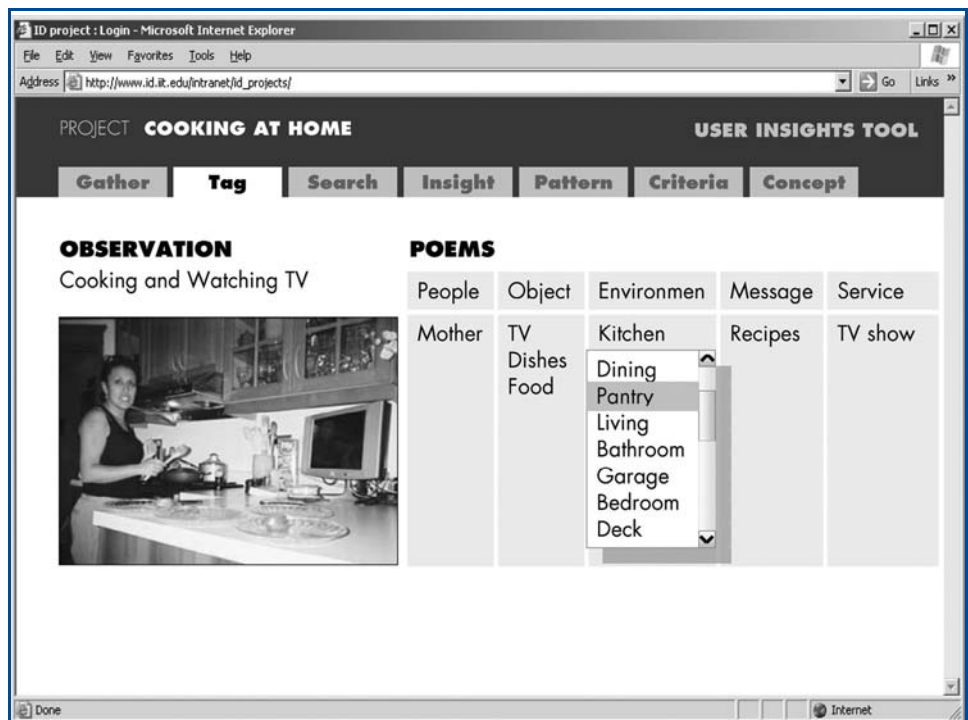 ID project : Login - Microsoft Internet Explorer
File Edit View Favorites Tools Help
Address http://www.id.iit.edu/intranet/id_projects/ Go Links »
PROJECT COOKING AT HOME USER INSIGHTS TOOL
Gather Tag Search Insight Pattern Criteria Concept
OBSERVATION POEMS
Cooking and Watching TV
People Object Environmen Message Service
Mother TV Kitchen Recipes TV show
Dishes
Food
Dining
Pantry
Living
Bathroom
Garage
Bedroom
Deck
Done Internet